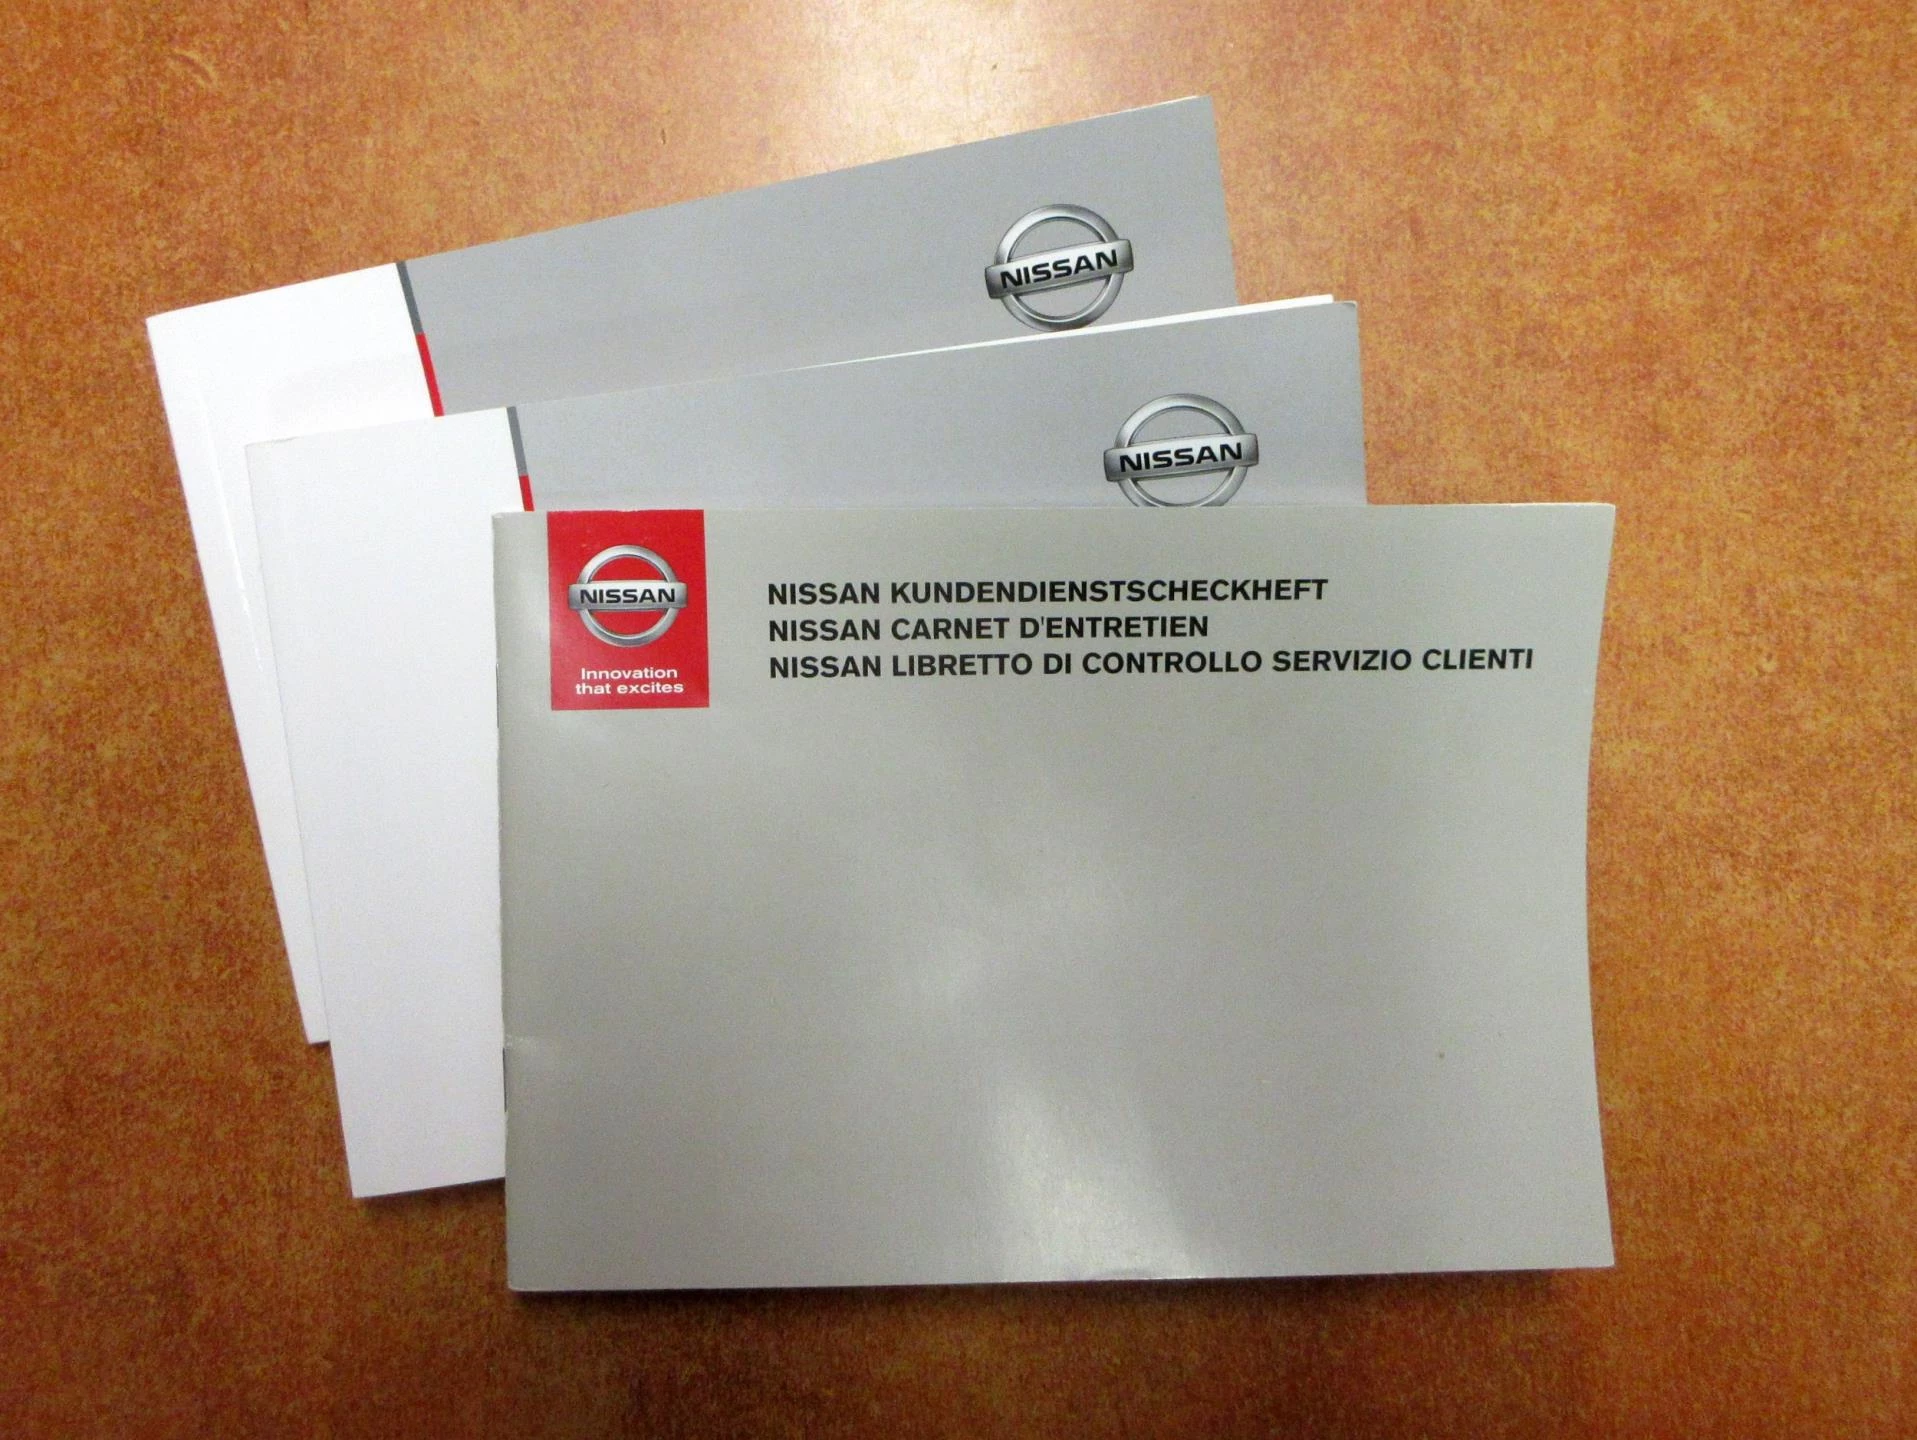 NISSAN
NISSAN
NISSAN
Innovation
that excites
NISSAN KUNDENDIENSTSCHECKHEFT
NISSAN CARNET D'ENTRETIEN
NISSAN LIBRETTO DI CONTROLLO SERVIZIO CLIENTI